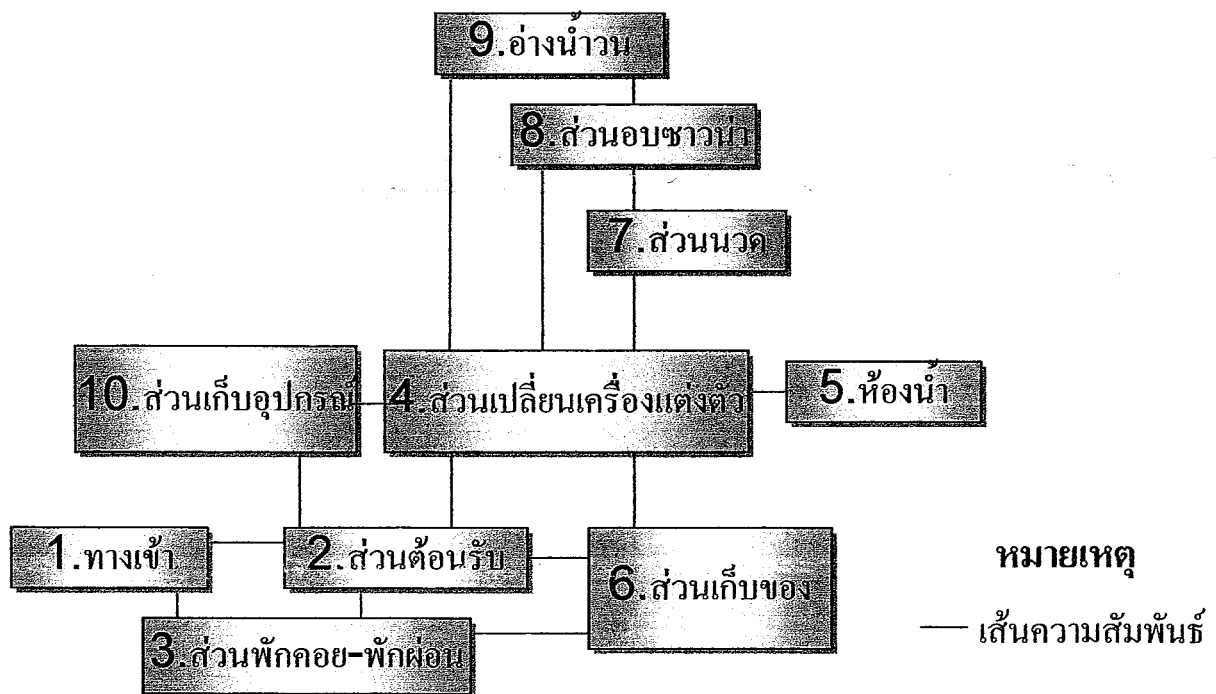 9.อ่างน้ำวน
8.ส่วนอบซาวน่า
7.ส่วนนวด
10.ส่วนเก็บอุปกรณ์
4.ส่วนเปลี่ยนเครื่องแต่งตัว
5.ห้องน้ำ
1.ทางเข้า
2.ส่วนต้อนรับ
6.ส่วนเก็บของ
3.ส่วนพักคอย-พักผ่อน
หมายเหตุ
เส้นความสัมพันธ์